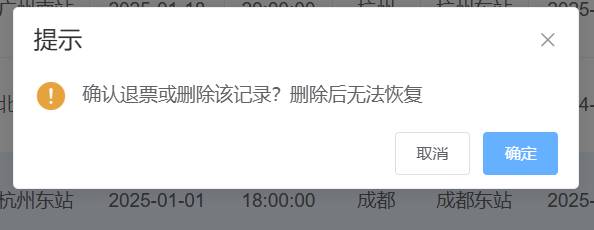 提示
确认退票或删除该记录？删除后无法恢复
取消 确定
杭州东站 2025-01-01 18:00:00 成都 成都东站 2025-